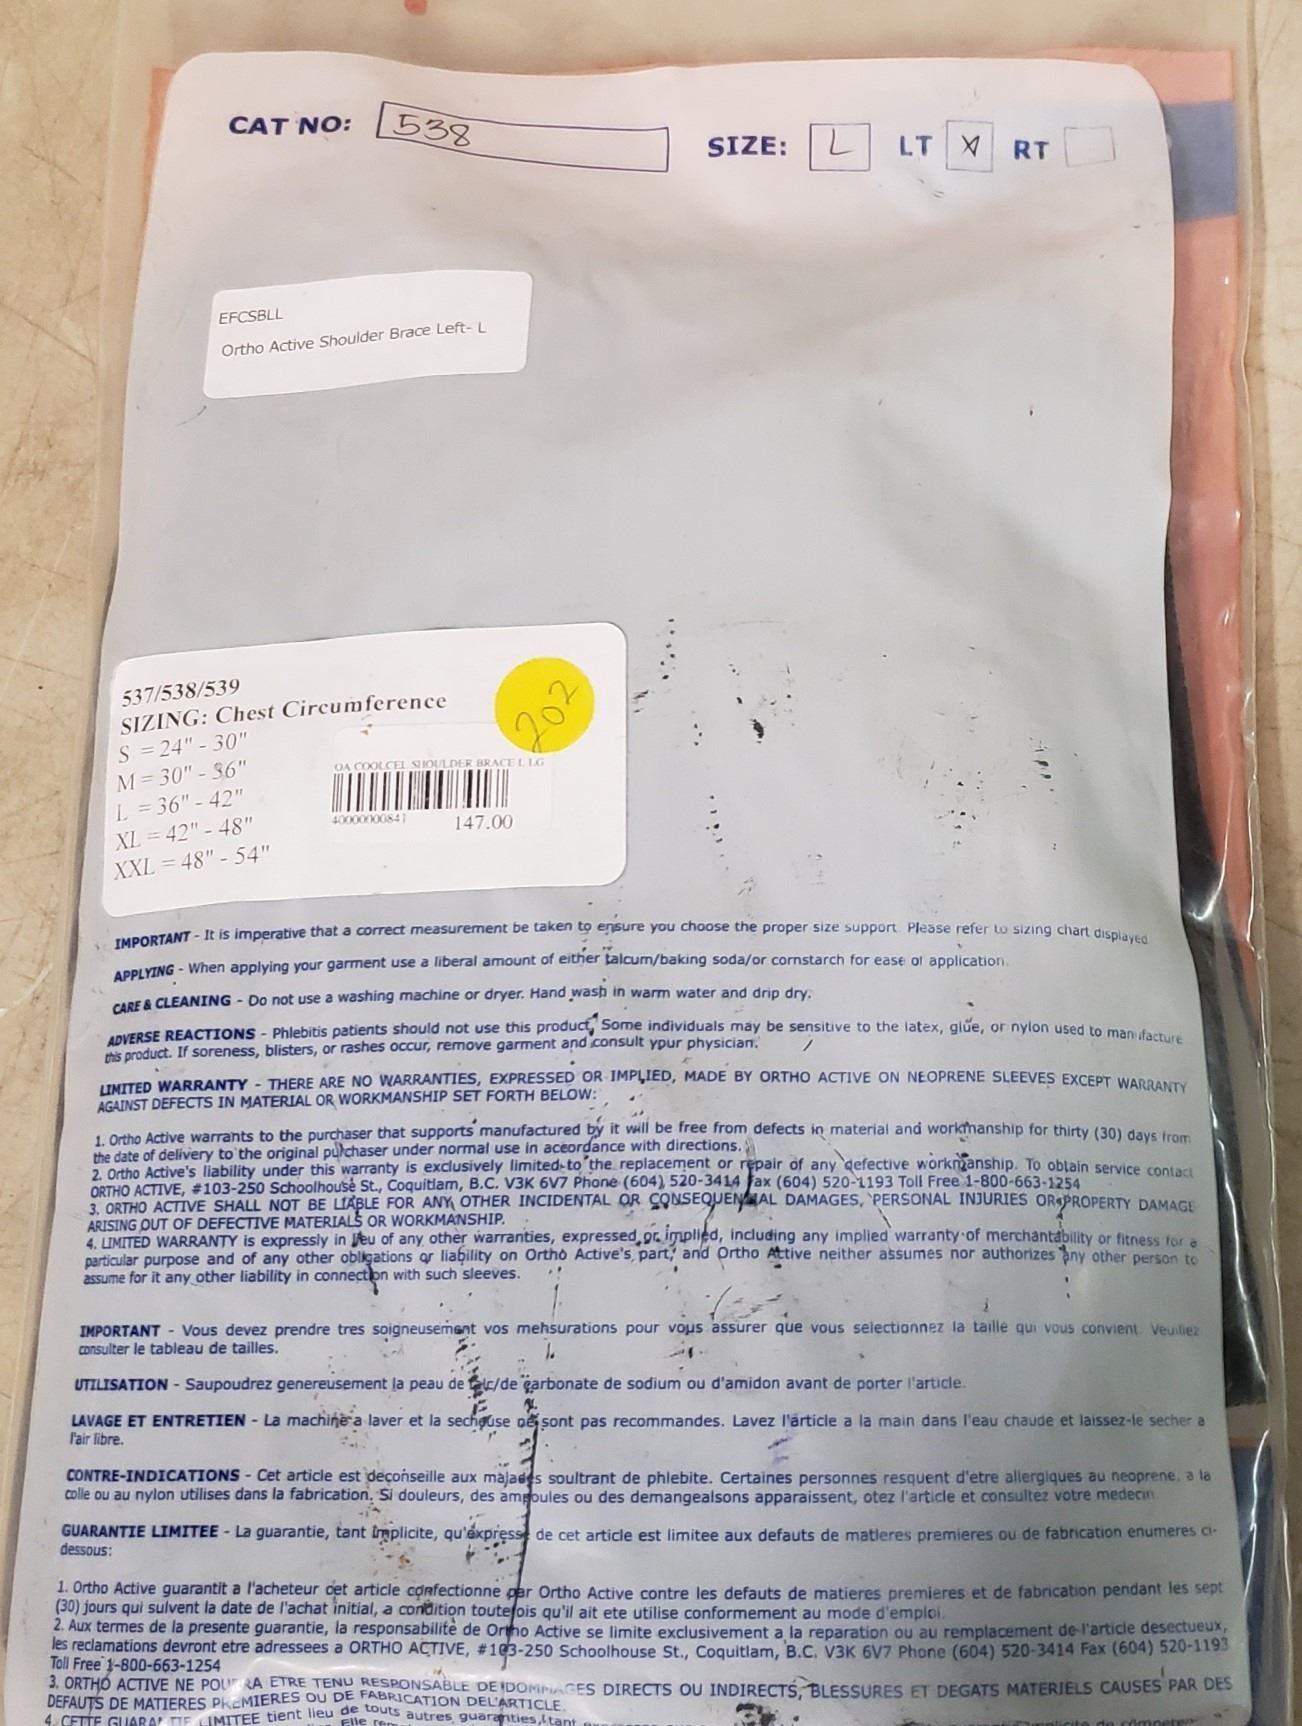 CAT NO: 538 SIZE: L LT X RT
EFCSBLL
Ortho Active Shoulder Brace Left- L
537/538/539
SIZING: Chest Circumference
S = 24" - 30"
M = 30" - 36"
L = 36" - 42"
XL = 42" - 48"
XXL = 48" - 54"
202
OA COOLCEL SHOULDER BRACE L LG
40000000841 147.00
IMPORTANT - It is imperative that a correct measurement be taken to ensure you choose the proper size support. Please refer to sizing chart displayed
APPLYING - When applying your garment use a liberal amount of either talcum/baking soda/or cornstarch for ease of application.
CARE & CLEANING - Do not use a washing machine or dryer. Hand wash in warm water and drip dry.
ADVERSE REACTIONS - Phlebitis patients should not use this product. Some individuals may be sensitive to the latex, glue, or nylon used to manufacture
this product. If soreness, blisters, or rashes occur, remove garment and consult your physician.
LIMITED WARRANTY - THERE ARE NO WARRANTIES, EXPRESSED OR IMPLIED, MADE BY ORTHO ACTIVE ON NEOPRENE SLEEVES EXCEPT WARRANTY
AGAINST DEFECTS IN MATERIAL OR WORKMANSHIP SET FORTH BELOW:
1. Ortho Active warrants to the purchaser that supports manufactured by it will be free from defects in material and workmanship for thirty (30) days from
the date of delivery to the original purchaser under normal use in accordance with directions.
2. Ortho Active's liability under this warranty is exclusively limited to the replacement or repair of any defective workmanship. To obtain service contact
ORTHO ACTIVE, #103-250 Schoolhouse St., Coquitlam, B.C. V3K 6V7 Phone (604) 520-3414 Fax (604) 520-1193 Toll Free 1-800-663-1254
3. ORTHO ACTIVE SHALL NOT BE LIABLE FOR ANY OTHER INCIDENTAL OR CONSEQUENTIAL DAMAGES, PERSONAL INJURIES OR PROPERTY DAMAGE
ARISING OUT OF DEFECTIVE MATERIALS OR WORKMANSHIP.
4. LIMITED WARRANTY is expressly in lieu of any other warranties, expressed or implied, including any implied warranty of merchantability or fitness for a
particular purpose and of any other obligations or liability on Ortho Active's part, and Ortho Active neither assumes nor authorizes any other person to
assume for it any other liability in connection with such sleeves.
IMPORTANT - Vous devez prendre tres soigneusement vos mehsurations pour vous assurer que vous selectionnez la taille qui vous convient. Veuillez
consulter le tableau de tailles.
UTILISATION - Saupoudrez genereusement la peau de talc/de carbonate de sodium ou d'amidon avant de porter l'article.
LAVAGE ET ENTRETIEN - La machine a laver et la secheuse ne sont pas recommandes. Lavez l'article a la main dans l'eau chaude et laissez-le secher a
l'air libre.
CONTRE-INDICATIONS - Cet article est deconseille aux malades soultrant de phlebite. Certaines personnes resquent d'etre allergiques au neoprene, a la
colle ou au nylon utilises dans la fabrication. Si douleurs, des ampoules ou des demangealsons apparaissent, otez l'article et consultez votre medecin.
GUARANTIE LIMITEE - La guarantie, tant implicite, qu'expresse de cet article est limitee aux defauts de matieres premieres ou de fabrication enumeres ci-
dessous:
1. Ortho Active guarantit a l'acheteur cet article confectionne par Ortho Active contre les defauts de matieres premieres et de fabrication pendant les sept
(30) jours qui sulvent la date de l'achat initial, a condition toutefois qu'il ait ete utilise conformement au mode d'emploi.
2. Aux termes de la presente guarantie, la responsabilite de Ortho Active se limite exclusivement a la reparation ou au remplacement de l'article desectueux,
les reclamations devront etre adressees a ORTHO ACTIVE, #103-250 Schoolhouse St., Coquitlam, B.C. V3K 6V7 Phone (604) 520-3414 Fax (604) 520-1193
Toll Free 1-800-663-1254
3. ORTHO ACTIVE NE POURRA ETRE TENU RESPONSABLE DE DOMMAGES DIRECTS OU INDIRECTS, BLESSURES ET DEGATS MATERIELS CAUSES PAR DES
DEFAUTS DE MATIERES PREMIERES OU DE FABRICATION DEL'ARTICLE.
4. CETTE GUARANTIE LIMITEE tient lieu de touts autres guaranties, tant